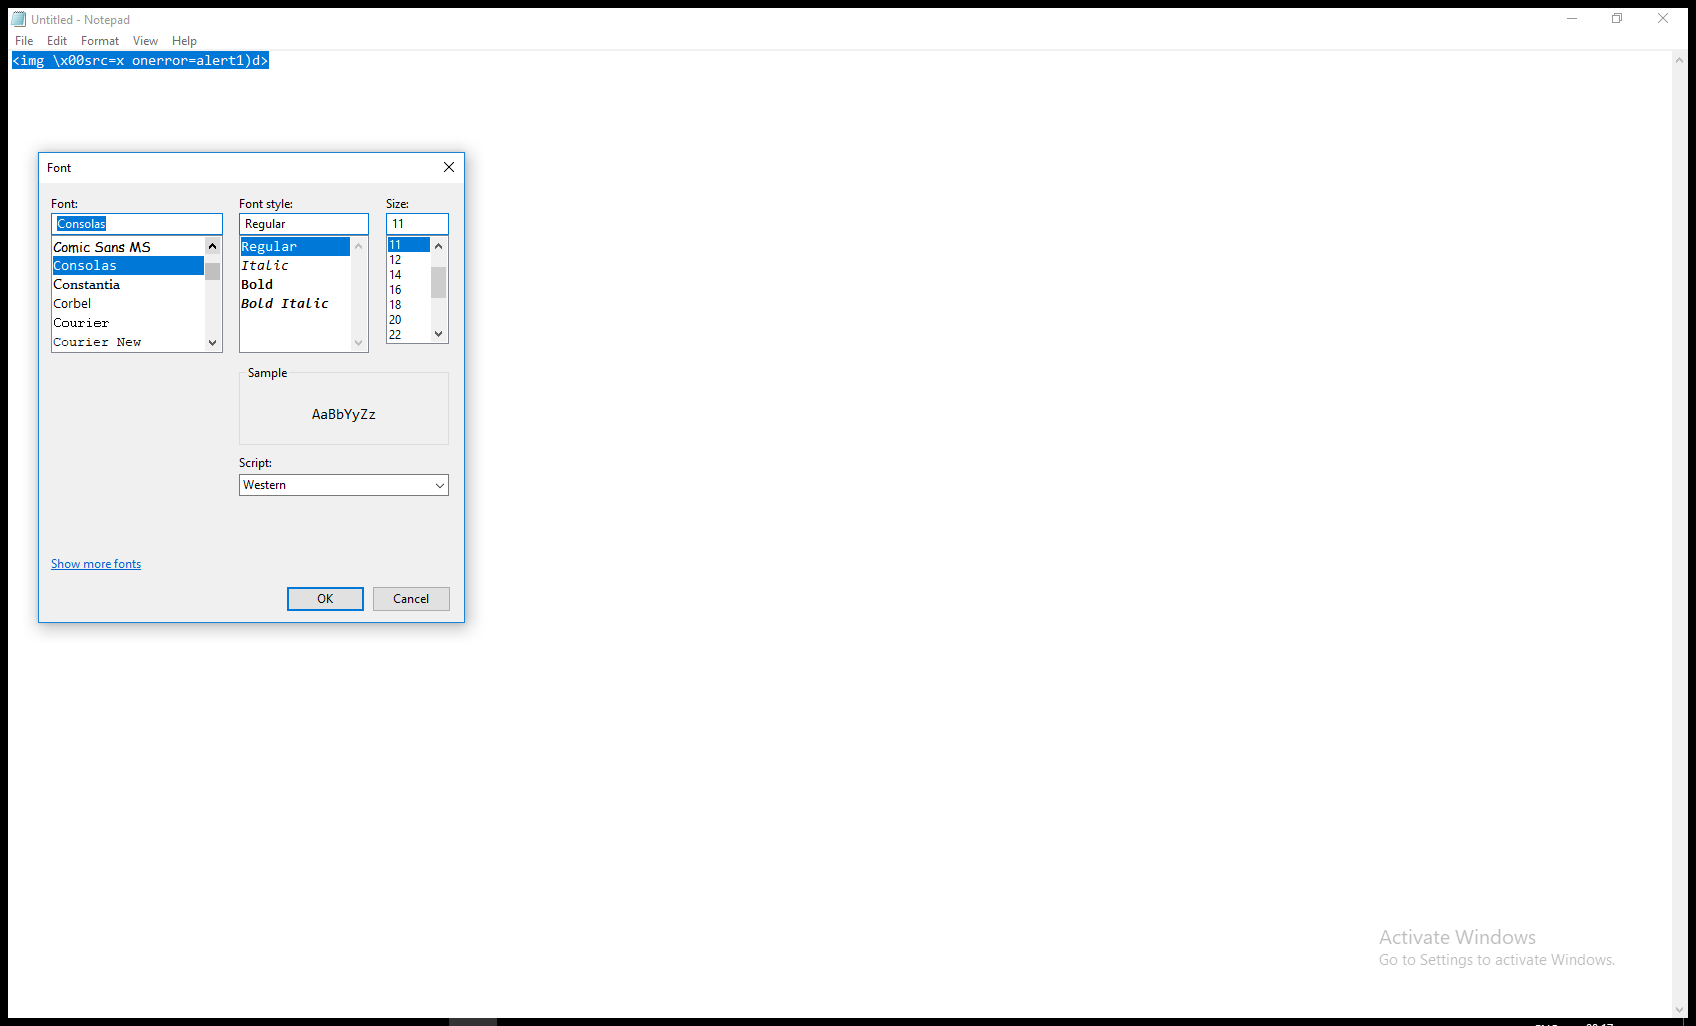 Untitled - Notepad
File Edit Format View Help
<img \x00src=x onerror=alert1)d>
Font
Font: Font style: Size:
Consolas Regular 11
Comic Sans MS
Consolas
Constantia
Corbel
Courier
Courier New
Regular
Italic
Bold
Bold Italic
11
12
14
16
18
20
22
Sample
AaBbYyZz
Script:
Western
Show more fonts
OK Cancel
Activate Windows
Go to Settings to activate Windows.